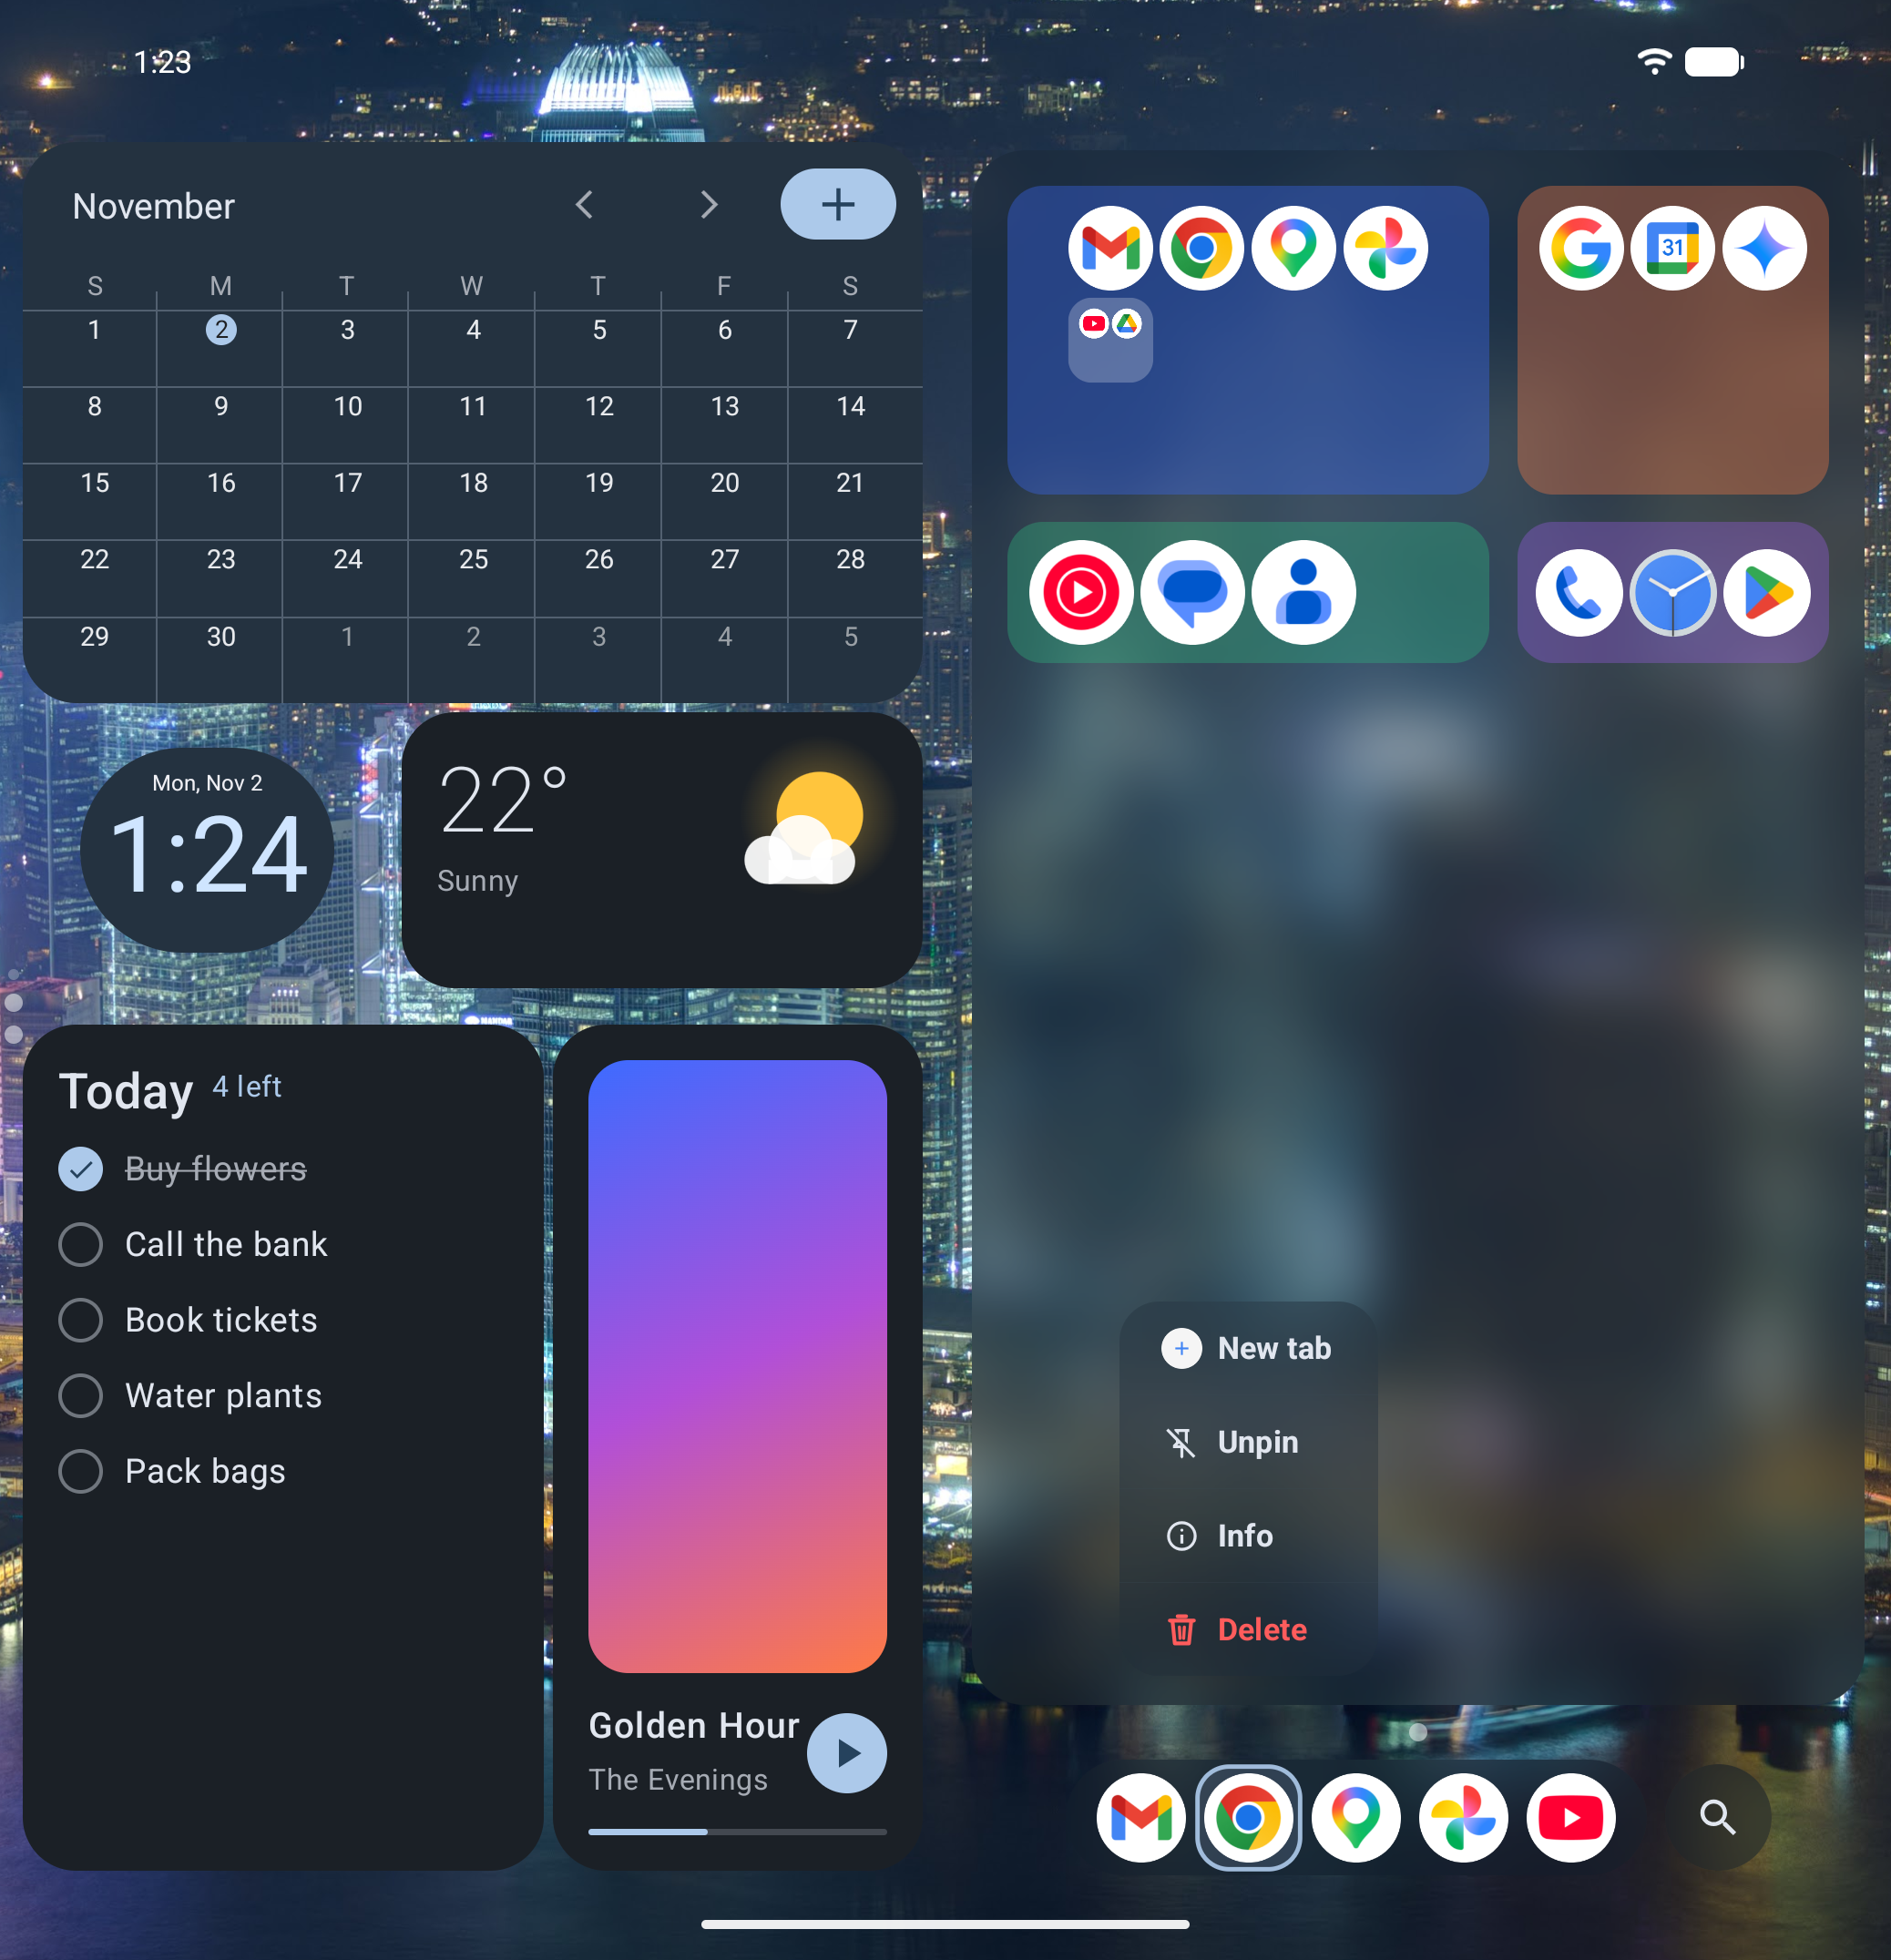 1:23
November
S M T W T F S
1 2 3 4 5 6 7
8 9 10 11 12 13 14
15 16 17 18 19 20 21
22 23 24 25 26 27 28
29 30 1 2 3 4 5
Mon, Nov 2
1:24
22°
Sunny
Today 4 left
Buy flowers
Call the bank
Book tickets
Water plants
Pack bags
Golden Hour
The Evenings
31
New tab
Unpin
Info
Delete